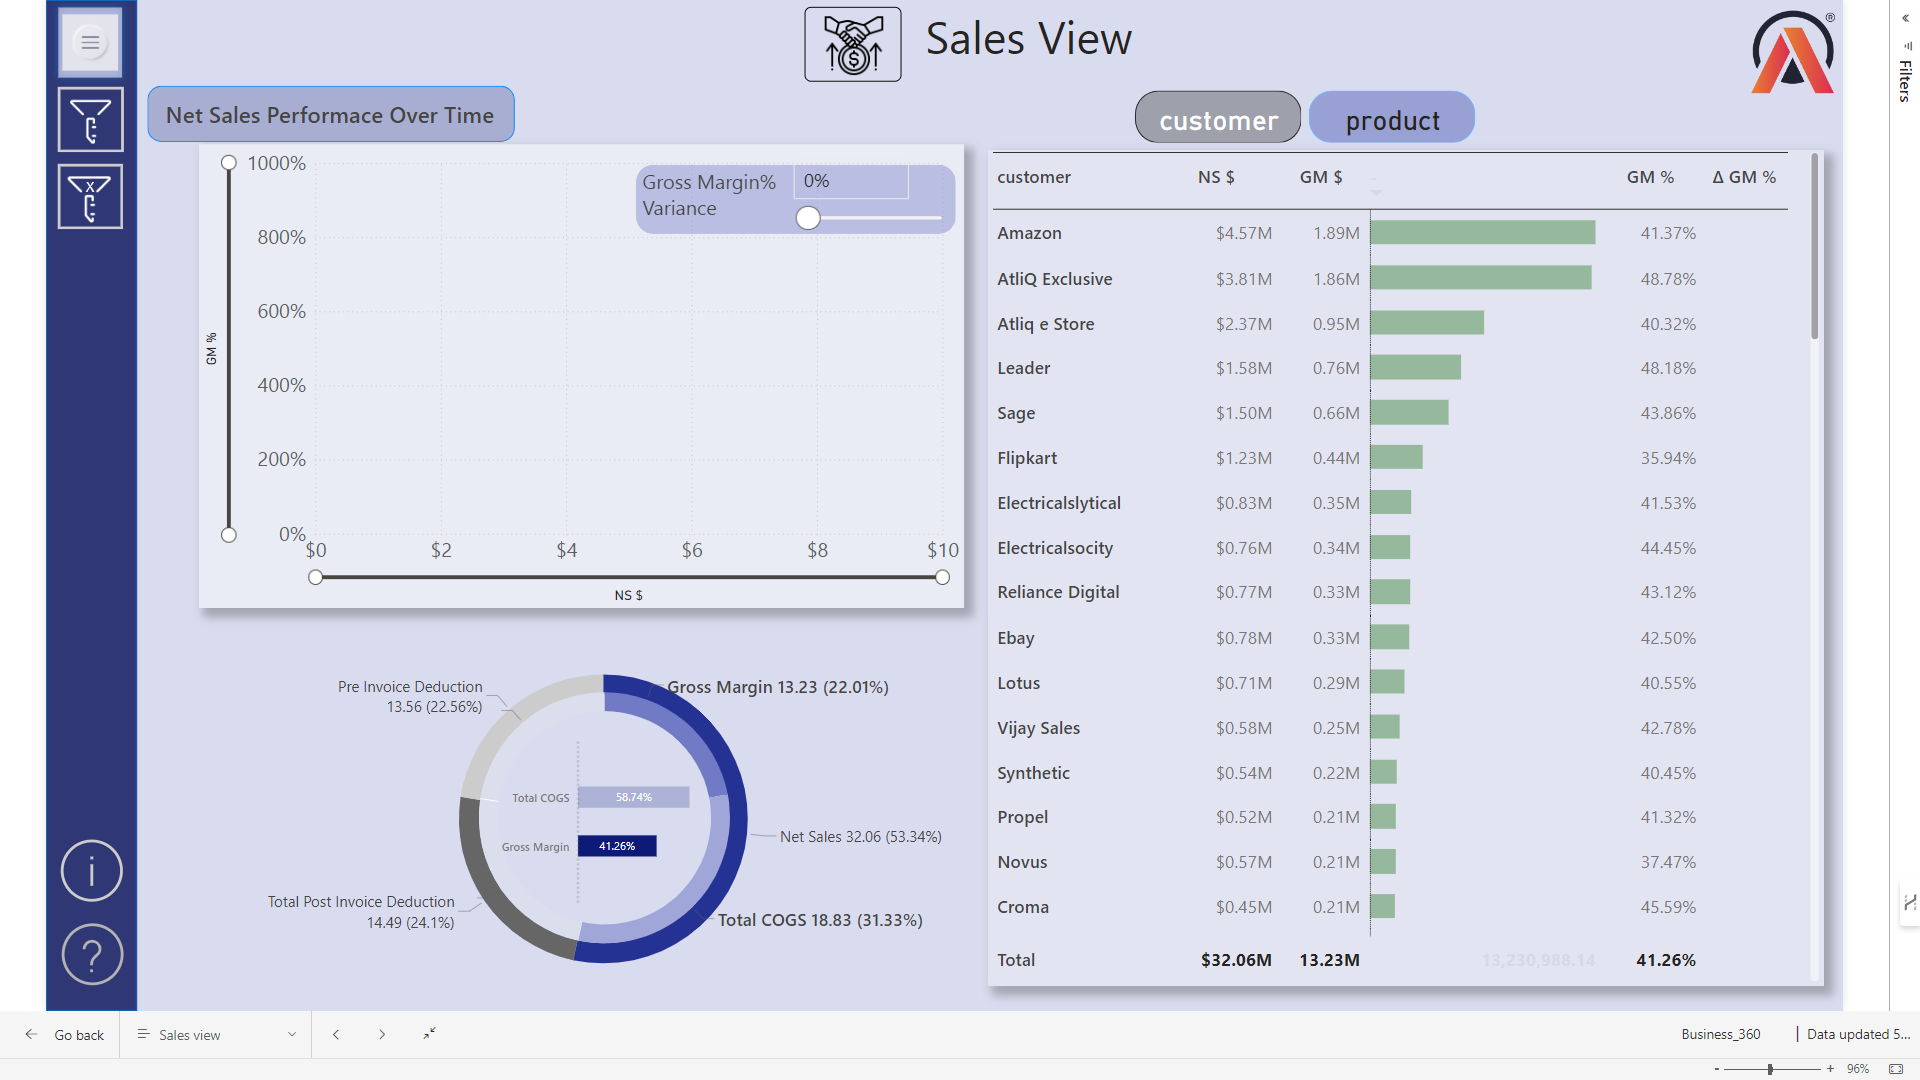 Sales View
®
Filters
Net Sales Performace Over Time
customer
product
1000%
800%
600%
400%
200%
0%
GM %
Gross Margin%
Variance
0%
$0 $2 $4 $6 $8 $10
NS $
customer NS $ GM $ GM % Δ GM %
Amazon $4.57M 1.89M 41.37%
AtliQ Exclusive $3.81M 1.86M 48.78%
Atliq e Store $2.37M 0.95M 40.32%
Leader $1.58M 0.76M 48.18%
Sage $1.50M 0.66M 43.86%
Flipkart $1.23M 0.44M 35.94%
Electricalslytical $0.83M 0.35M 41.53%
Electricalsocity $0.76M 0.34M 44.45%
Reliance Digital $0.77M 0.33M 43.12%
Ebay $0.78M 0.33M 42.50%
Lotus $0.71M 0.29M 40.55%
Vijay Sales $0.58M 0.25M 42.78%
Synthetic $0.54M 0.22M 40.45%
Propel $0.52M 0.21M 41.32%
Novus $0.57M 0.21M 37.47%
Croma $0.45M 0.21M 45.59%
Total $32.06M 13.23M 13,230,988.14 41.26%
Pre Invoice Deduction
13.56 (22.56%)
Gross Margin 13.23 (22.01%)
Total COGS 58.74%
Gross Margin 41.26%
Net Sales 32.06 (53.34%)
Total Post Invoice Deduction
14.49 (24.1%)
Total COGS 18.83 (31.33%)
Go back
Sales view
Business_360 | Data updated 5...
- + 96%